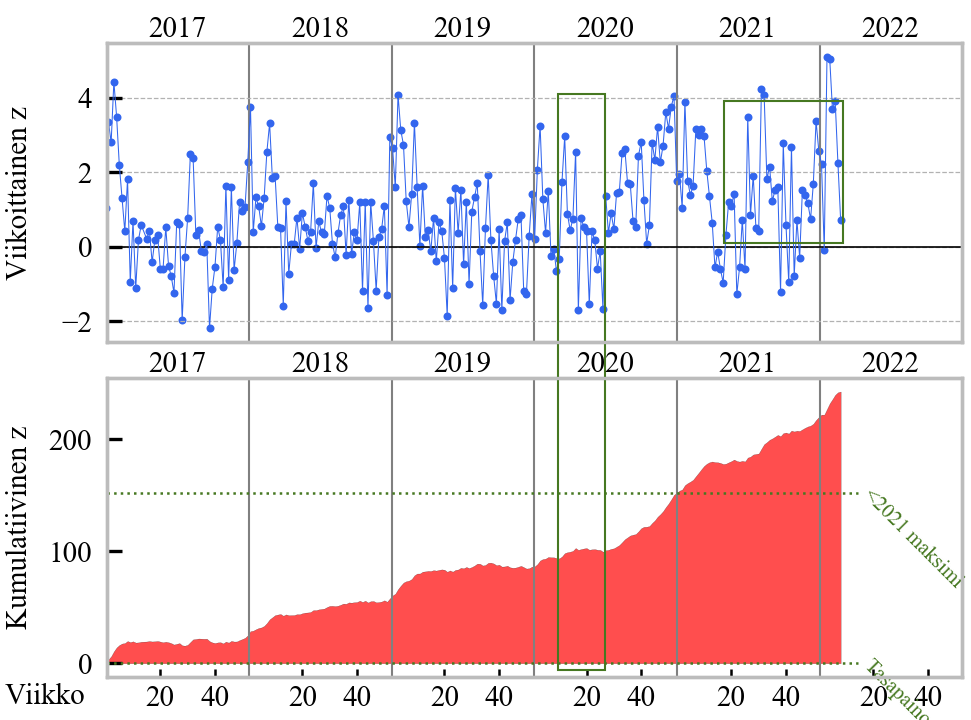 2017 2018 2019 2020 2021 2022
Viikoittainen z
4
2
0
−2
2017 2018 2019 2020 2021 2022
Kumulatiivinen z
200
100
0
<2021 maksimi
Tasapaino
Viikko 20 40 20 40 20 40 20 40 20 40 20 40